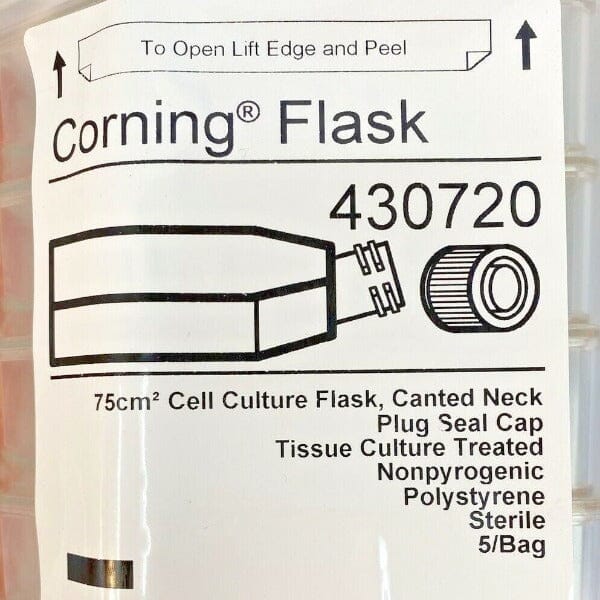 To Open Lift Edge and Peel
Corning® Flask
430720
75cm² Cell Culture Flask, Canted Neck
Plug Seal Cap
Tissue Culture Treated
Nonpyrogenic
Polystyrene
Sterile
5/Bag